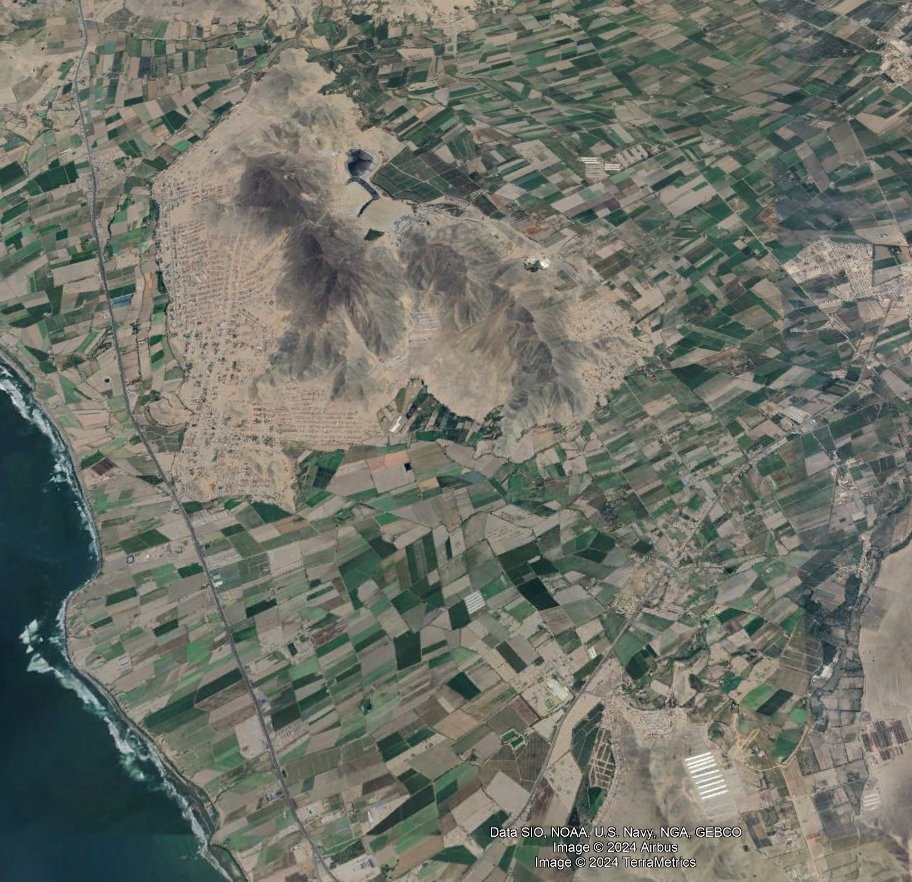 Data SIO, NOAA, U.S. Navy, NGA, GEBCO
Image © 2024 Airbus
Image © 2024 TerraMetrics